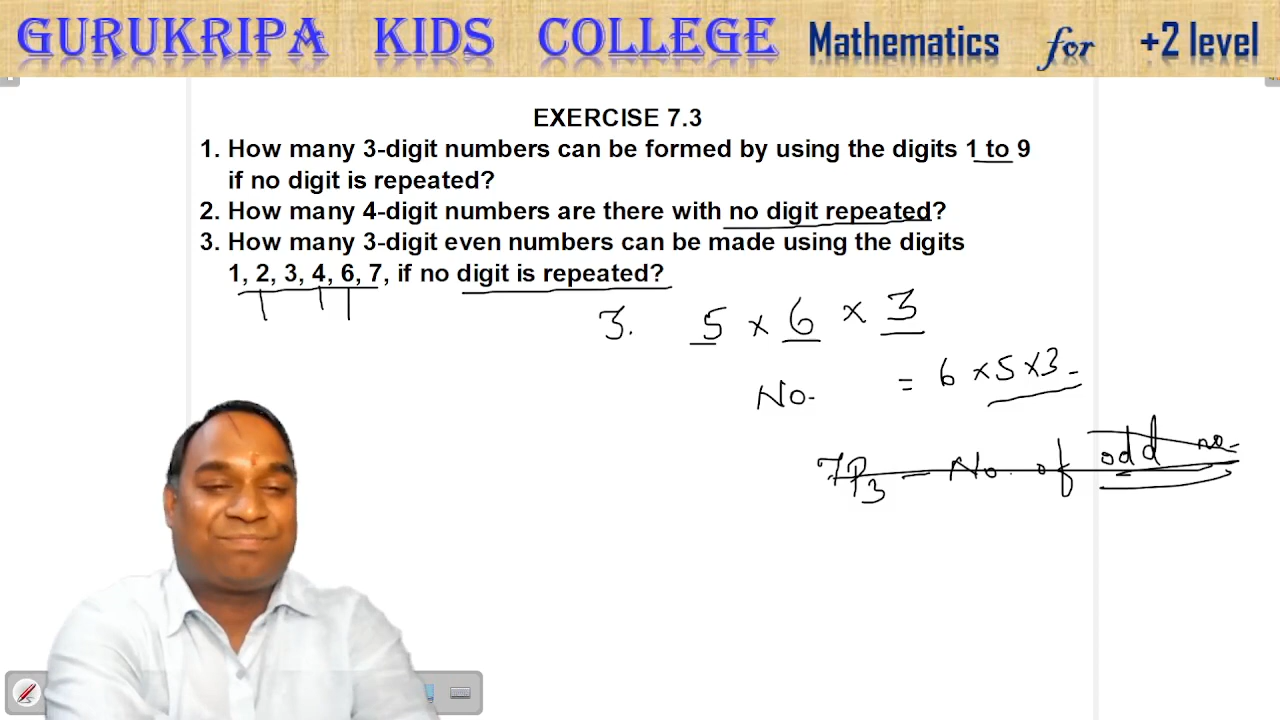 GURUKRIPA KIDS COLLEGE Mathematics for +2 level
EXERCISE 7.3
1. How many 3-digit numbers can be formed by using the digits 1 to 9
if no digit is repeated?
2. How many 4-digit numbers are there with no digit repeated?
3. How many 3-digit even numbers can be made using the digits
1, 2, 3, 4, 6, 7, if no digit is repeated?
3. 5 × 6 × 3
No. = 6 × 5 × 3
7P3 – No. of odd no.